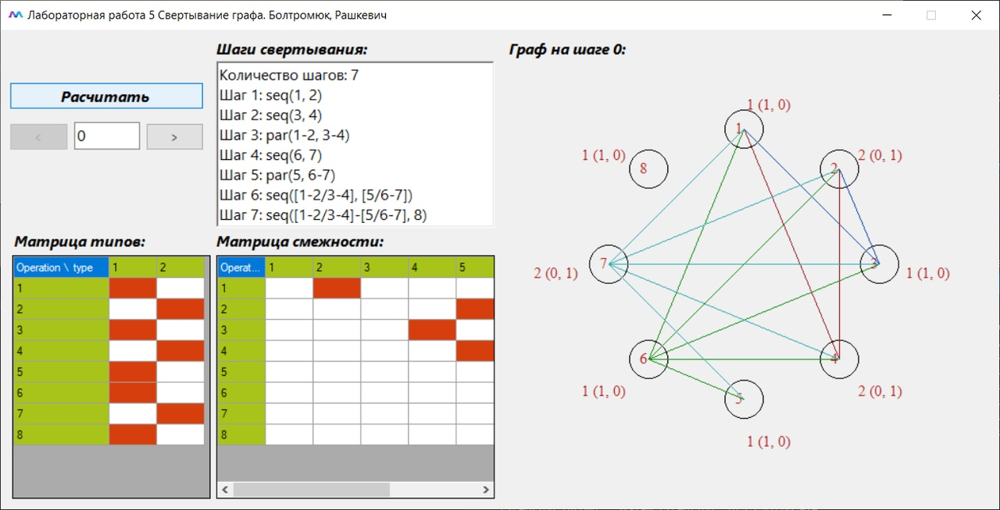 Лабораторная работа 5 Свертывание графа. Болтромюк, Рашкевич
Расчитать
<
0
>
Шаги свертывания:
Количество шагов: 7
Шаг 1: seq(1, 2)
Шаг 2: seq(3, 4)
Шаг 3: par(1-2, 3-4)
Шаг 4: seq(6, 7)
Шаг 5: par(5, 6-7)
Шаг 6: seq([1-2/3-4], [5/6-7])
Шаг 7: seq([1-2/3-4]-[5/6-7], 8)
Матрица типов:
Operation \ type 1 2
1
2
3
4
5
6
7
8
Матрица смежности:
Operat... 1 2 3 4 5
1
2
3
4
5
6
7
8
Граф на шаге 0:
1 (1, 0)
1
1 (1, 0)
8
2 (0, 1)
2
7
2 (0, 1)
3
1 (1, 0)
6
1 (1, 0)
4
2 (0, 1)
5
1 (1, 0)